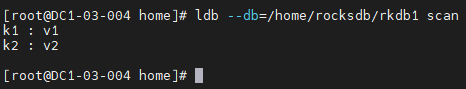 [root@DC1-03-004 home]# ldb --db=/home/rocksdb/rkdb1 scan
k1 : v1
k2 : v2
[root@DC1-03-004 home]#